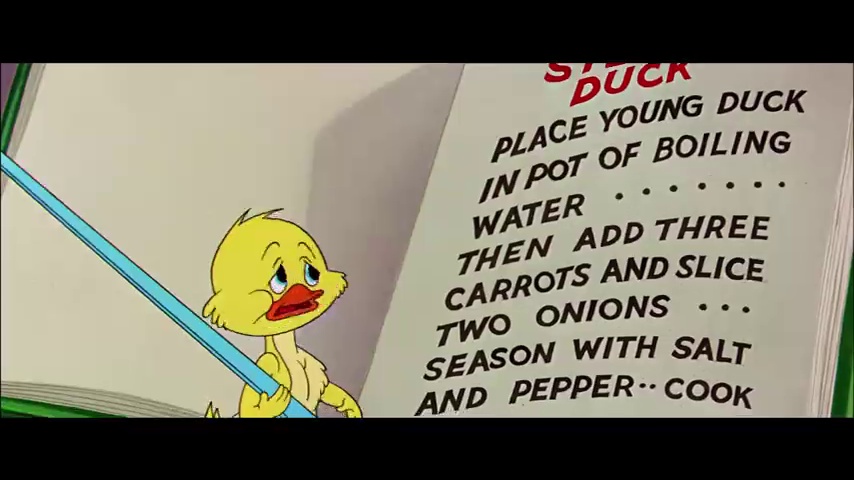 DUCK
PLACE YOUNG DUCK
IN POT OF BOILING
WATER . . . . . . .
THEN ADD THREE
CARROTS AND SLICE
TWO ONIONS . . .
SEASON WITH SALT
AND PEPPER.. COOK